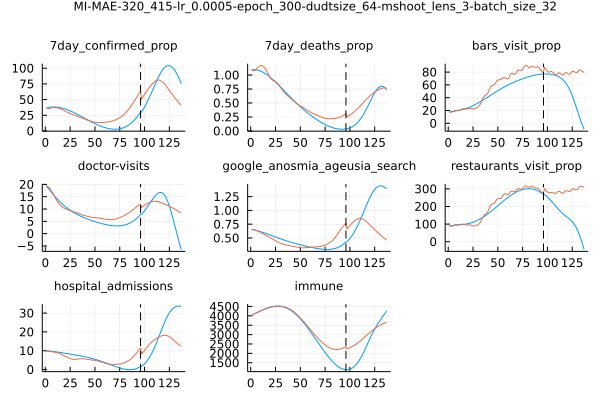 MI-MAE-320_415-lr_0.0005-epoch_300-dudtsize_64-mshoot_lens_3-batch_size_32
7day_confirmed_prop
7day_deaths_prop
bars_visit_prop
100
75
50
25
0
0 25 50 75 100 125
1.00
0.75
0.50
0.25
0.00
0 25 50 75 100 125
80
60
40
20
0
0 25 50 75 100 125
doctor-visits
google_anosmia_ageusia_search
restaurants_visit_prop
20
15
10
5
0
−5
0 25 50 75 100 125
1.25
1.00
0.75
0.50
0 25 50 75 100 125
300
200
100
0
0 25 50 75 100 125
hospital_admissions
immune
30
20
10
0
0 25 50 75 100 125
4500
4000
3500
3000
2500
2000
1500
0 25 50 75 100 125